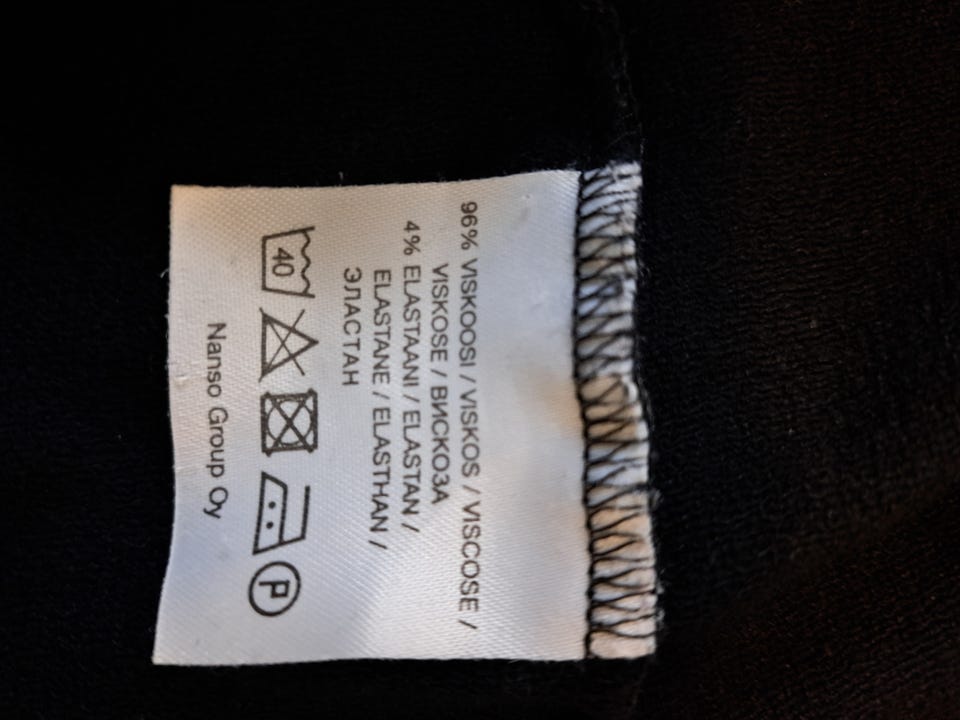 96% VISKOOSI / VISKOS / VISCOSE /
VISKOSE / ВИСКОЗА
4% ELASTAANI / ELASTAN /
ELASTANE / ELASTHAN /
ЭЛАСТАН
40 P
Nanso Group Oy